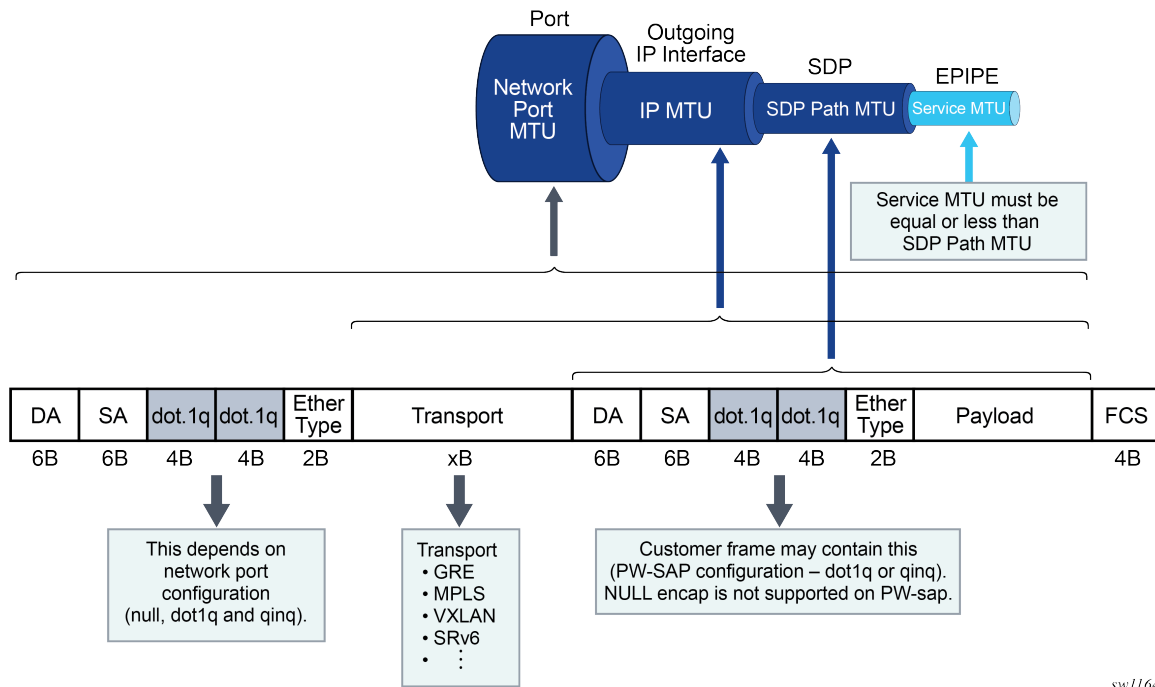 Port
Outgoing
IP Interface
SDP
EPIPE
Network
Port
MTU
IP MTU
SDP Path MTU
Service MTU
Service MTU must be
equal or less than
SDP Path MTU
DA
SA
dot.1q
dot.1q
Ether
Type
Transport
DA
SA
dot.1q
dot.1q
Ether
Type
Payload
FCS
6B
6B
4B
4B
2B
xB
6B
6B
4B
4B
2B
4B
This depends on
network port
configuration
(null, dot1q and qinq).
Transport
• GRE
• MPLS
• VXLAN
• SRv6
• ⋮
Customer frame may contain this
(PW-SAP configuration – dot1q or qinq).
NULL encap is not supported on PW-sap.